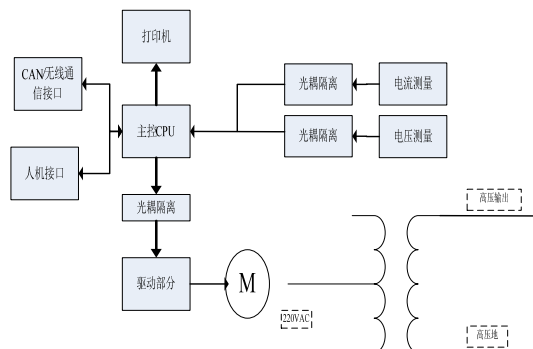 打印机
CAN/无线通
信接口
光耦隔离
电流测量
主控CPU
光耦隔离
电压测量
人机接口
光耦隔离
高压输出
驱动部分
M
220VAC
高压地